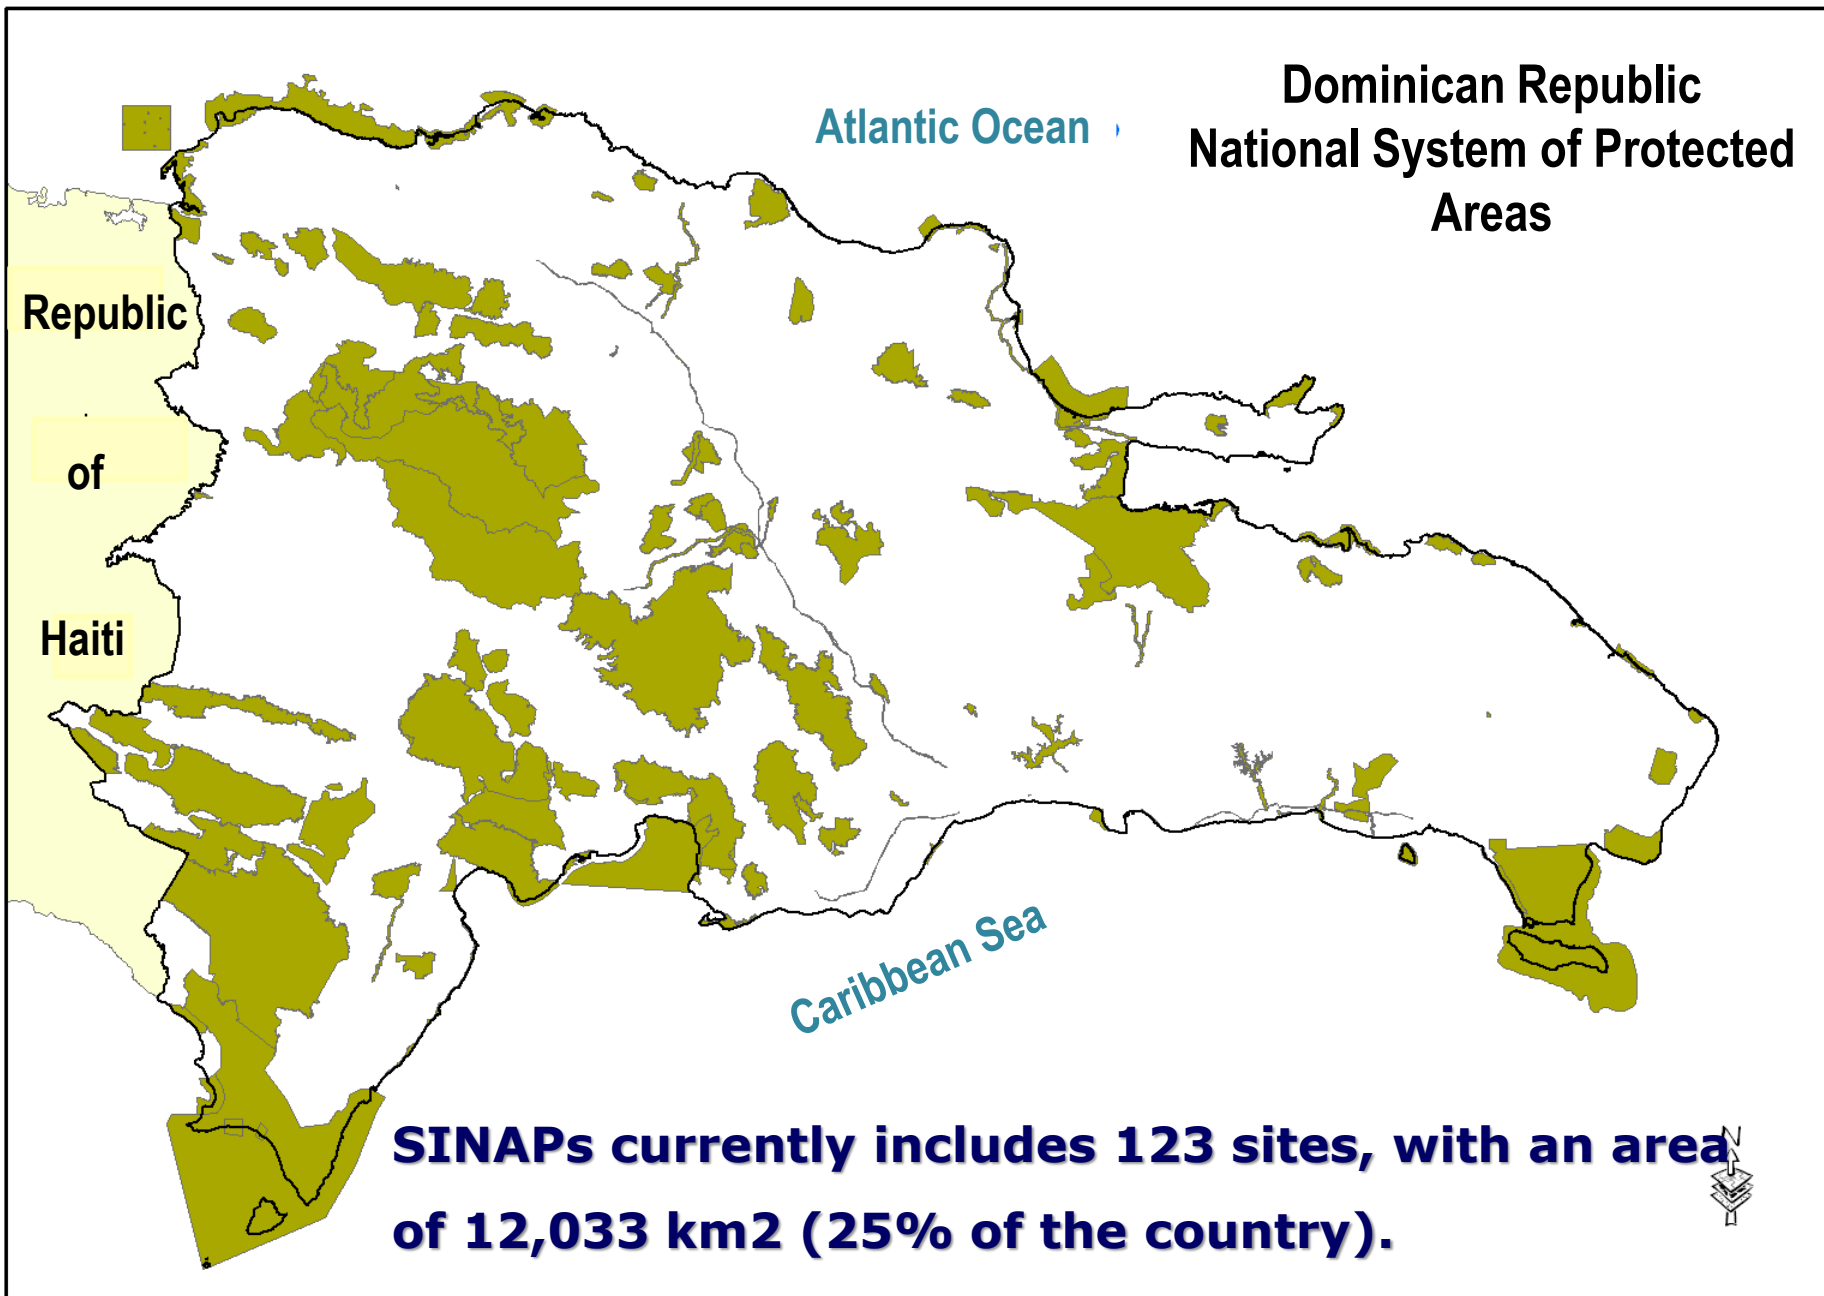 Dominican Republic
National System of Protected
Areas
Atlantic Ocean
Republic
of
Haiti
Caribbean Sea
SINAPs currently includes 123 sites, with an area
of 12,033 km2 (25% of the country).
N